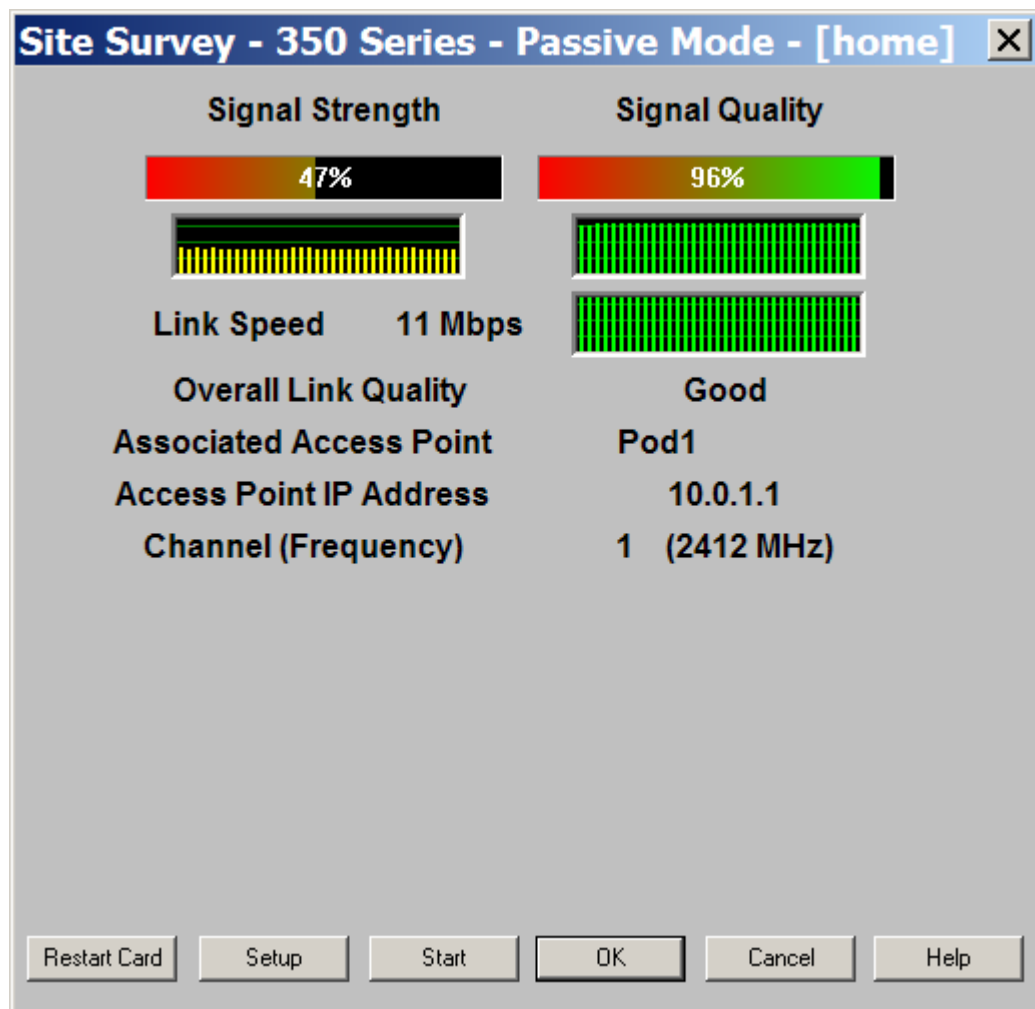 Site Survey - 350 Series - Passive Mode - [home]
Signal Strength Signal Quality
47% 96%
Link Speed 11 Mbps
Overall Link Quality Good
Associated Access Point Pod1
Access Point IP Address 10.0.1.1
Channel (Frequency) 1 (2412 MHz)
Restart Card Setup Start OK Cancel Help